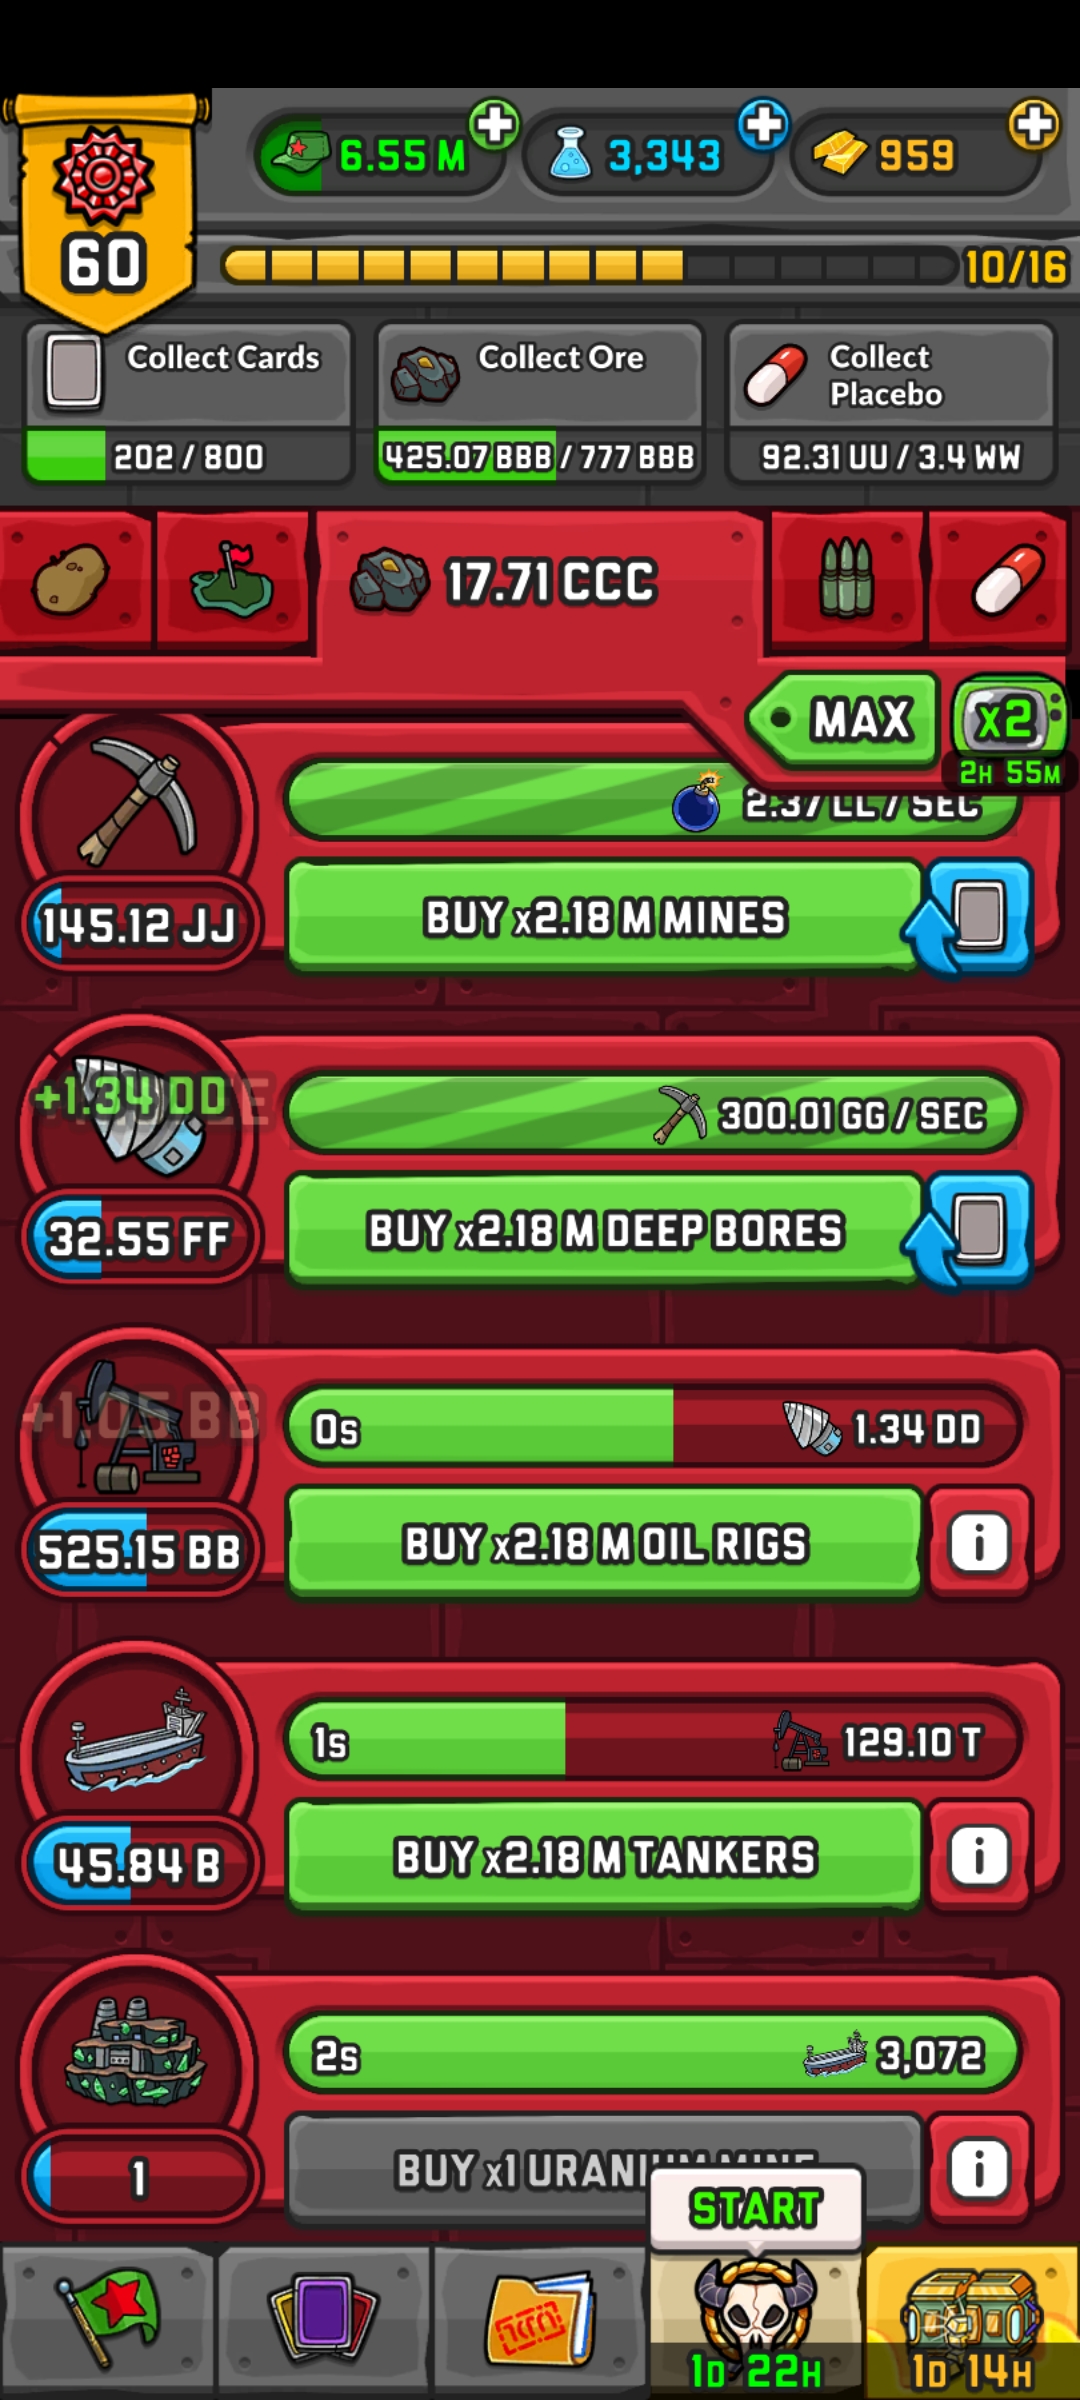 60
6.55 M
3,343
959
10/16
Collect Cards
202 / 800
Collect Ore
425.07 BBB / 777 BBB
Collect
Placebo
92.31 UU / 3.4 WW
17.71 CCC
MAX
x2
2H 55M
2.37 LL / SEC
145.12 JJ
BUY x2.18 M MINES
+1.34 DD
300.01 GG / SEC
32.55 FF
BUY x2.18 M DEEP BORES
+1.05 BB
0s
1.34 DD
525.15 BB
BUY x2.18 M OIL RIGS
i
1s
129.10 T
45.84 B
BUY x2.18 M TANKERS
i
2s
3,072
1
BUY x1 URANIUM MINE
i
START
1D 22H
1D 14H